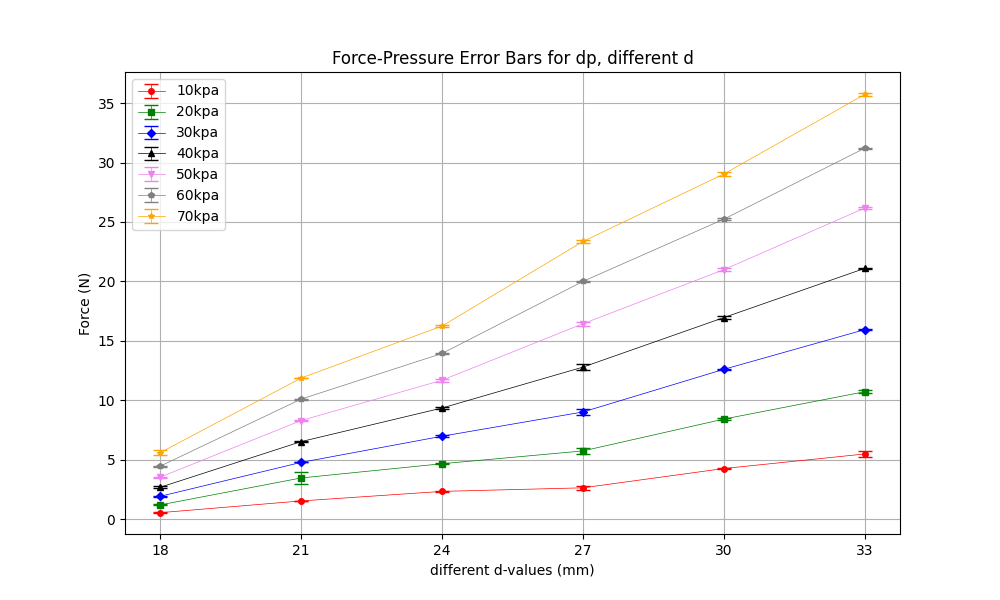 Force-Pressure Error Bars for dp, different d
10kpa
20kpa
30kpa
40kpa
50kpa
60kpa
70kpa
35
30
25
20
15
10
5
0
Force (N)
18 21 24 27 30 33
different d-values (mm)